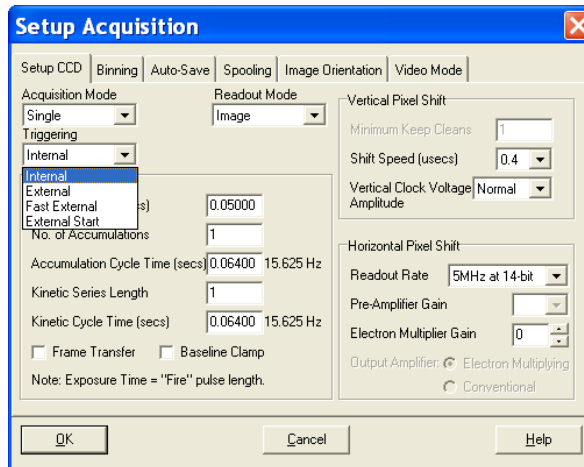 Setup Acquisition
Setup CCD Binning Auto-Save Spooling Image Orientation Video Mode
Acquisition Mode
Single
Readout Mode
Image
Triggering
Internal
Internal
External
Fast External
External Start
s) 0.05000
No. of Accumulations 1
Accumulation Cycle Time (secs) 0.06400 15.625 Hz
Kinetic Series Length 1
Kinetic Cycle Time (secs) 0.06400 15.625 Hz
Frame Transfer Baseline Clamp
Note: Exposure Time = "Fire" pulse length.
Vertical Pixel Shift
Minimum Keep Cleans 1
Shift Speed (usecs) 0.4
Vertical Clock Voltage Normal
Amplitude
Horizontal Pixel Shift
Readout Rate 5MHz at 14-bit
Pre-Amplifier Gain
Electron Multiplier Gain 0
Output Amplifier: Electron Multiplying
Conventional
OK Cancel Help